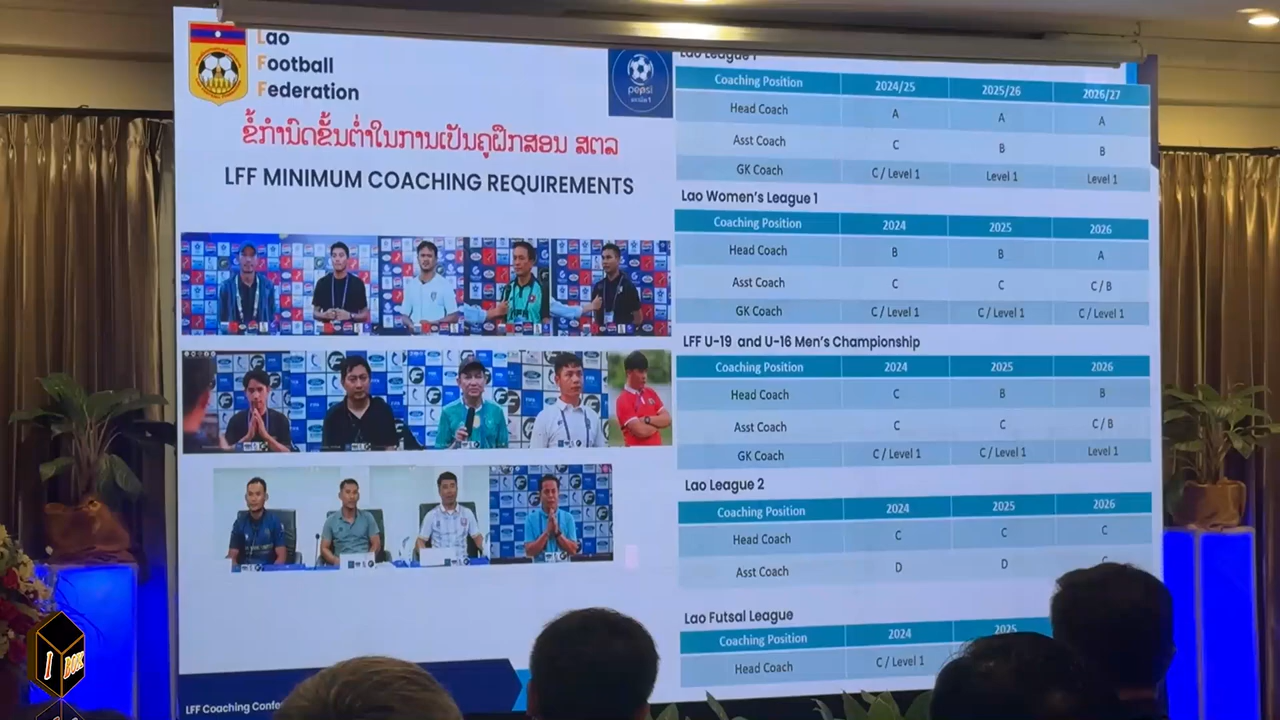 Lao
Football
Federation
pepsi
ຂໍ້ກຳນົດຂັ້ນຕ່ຳໃນການເປັນຄູຝຶກສອນ ສຕລ
LFF MINIMUM COACHING REQUIREMENTS
LFF Coaching
Lao League 1
Coaching Position 2024/25 2025/26 2026/27
Head Coach A A A
Asst Coach C B B
GK Coach C / Level 1 Level 1 Level 1
Lao Women's League 1
Coaching Position 2024 2025 2026
Head Coach B B A
Asst Coach C C C / B
GK Coach C / Level 1 C / Level 1 C / Level 1
LFF U-19 and U-16 Men's Championship
Coaching Position 2024 2025 2026
Head Coach C B B
Asst Coach C C C / B
GK Coach C / Level 1 C / Level 1 Level 1
Lao League 2
Coaching Position 2024 2025 2026
Head Coach C C C
Asst Coach D D
Lao Futsal League
Coaching Position 2024 2025
Head Coach C / Level 1
I BOX